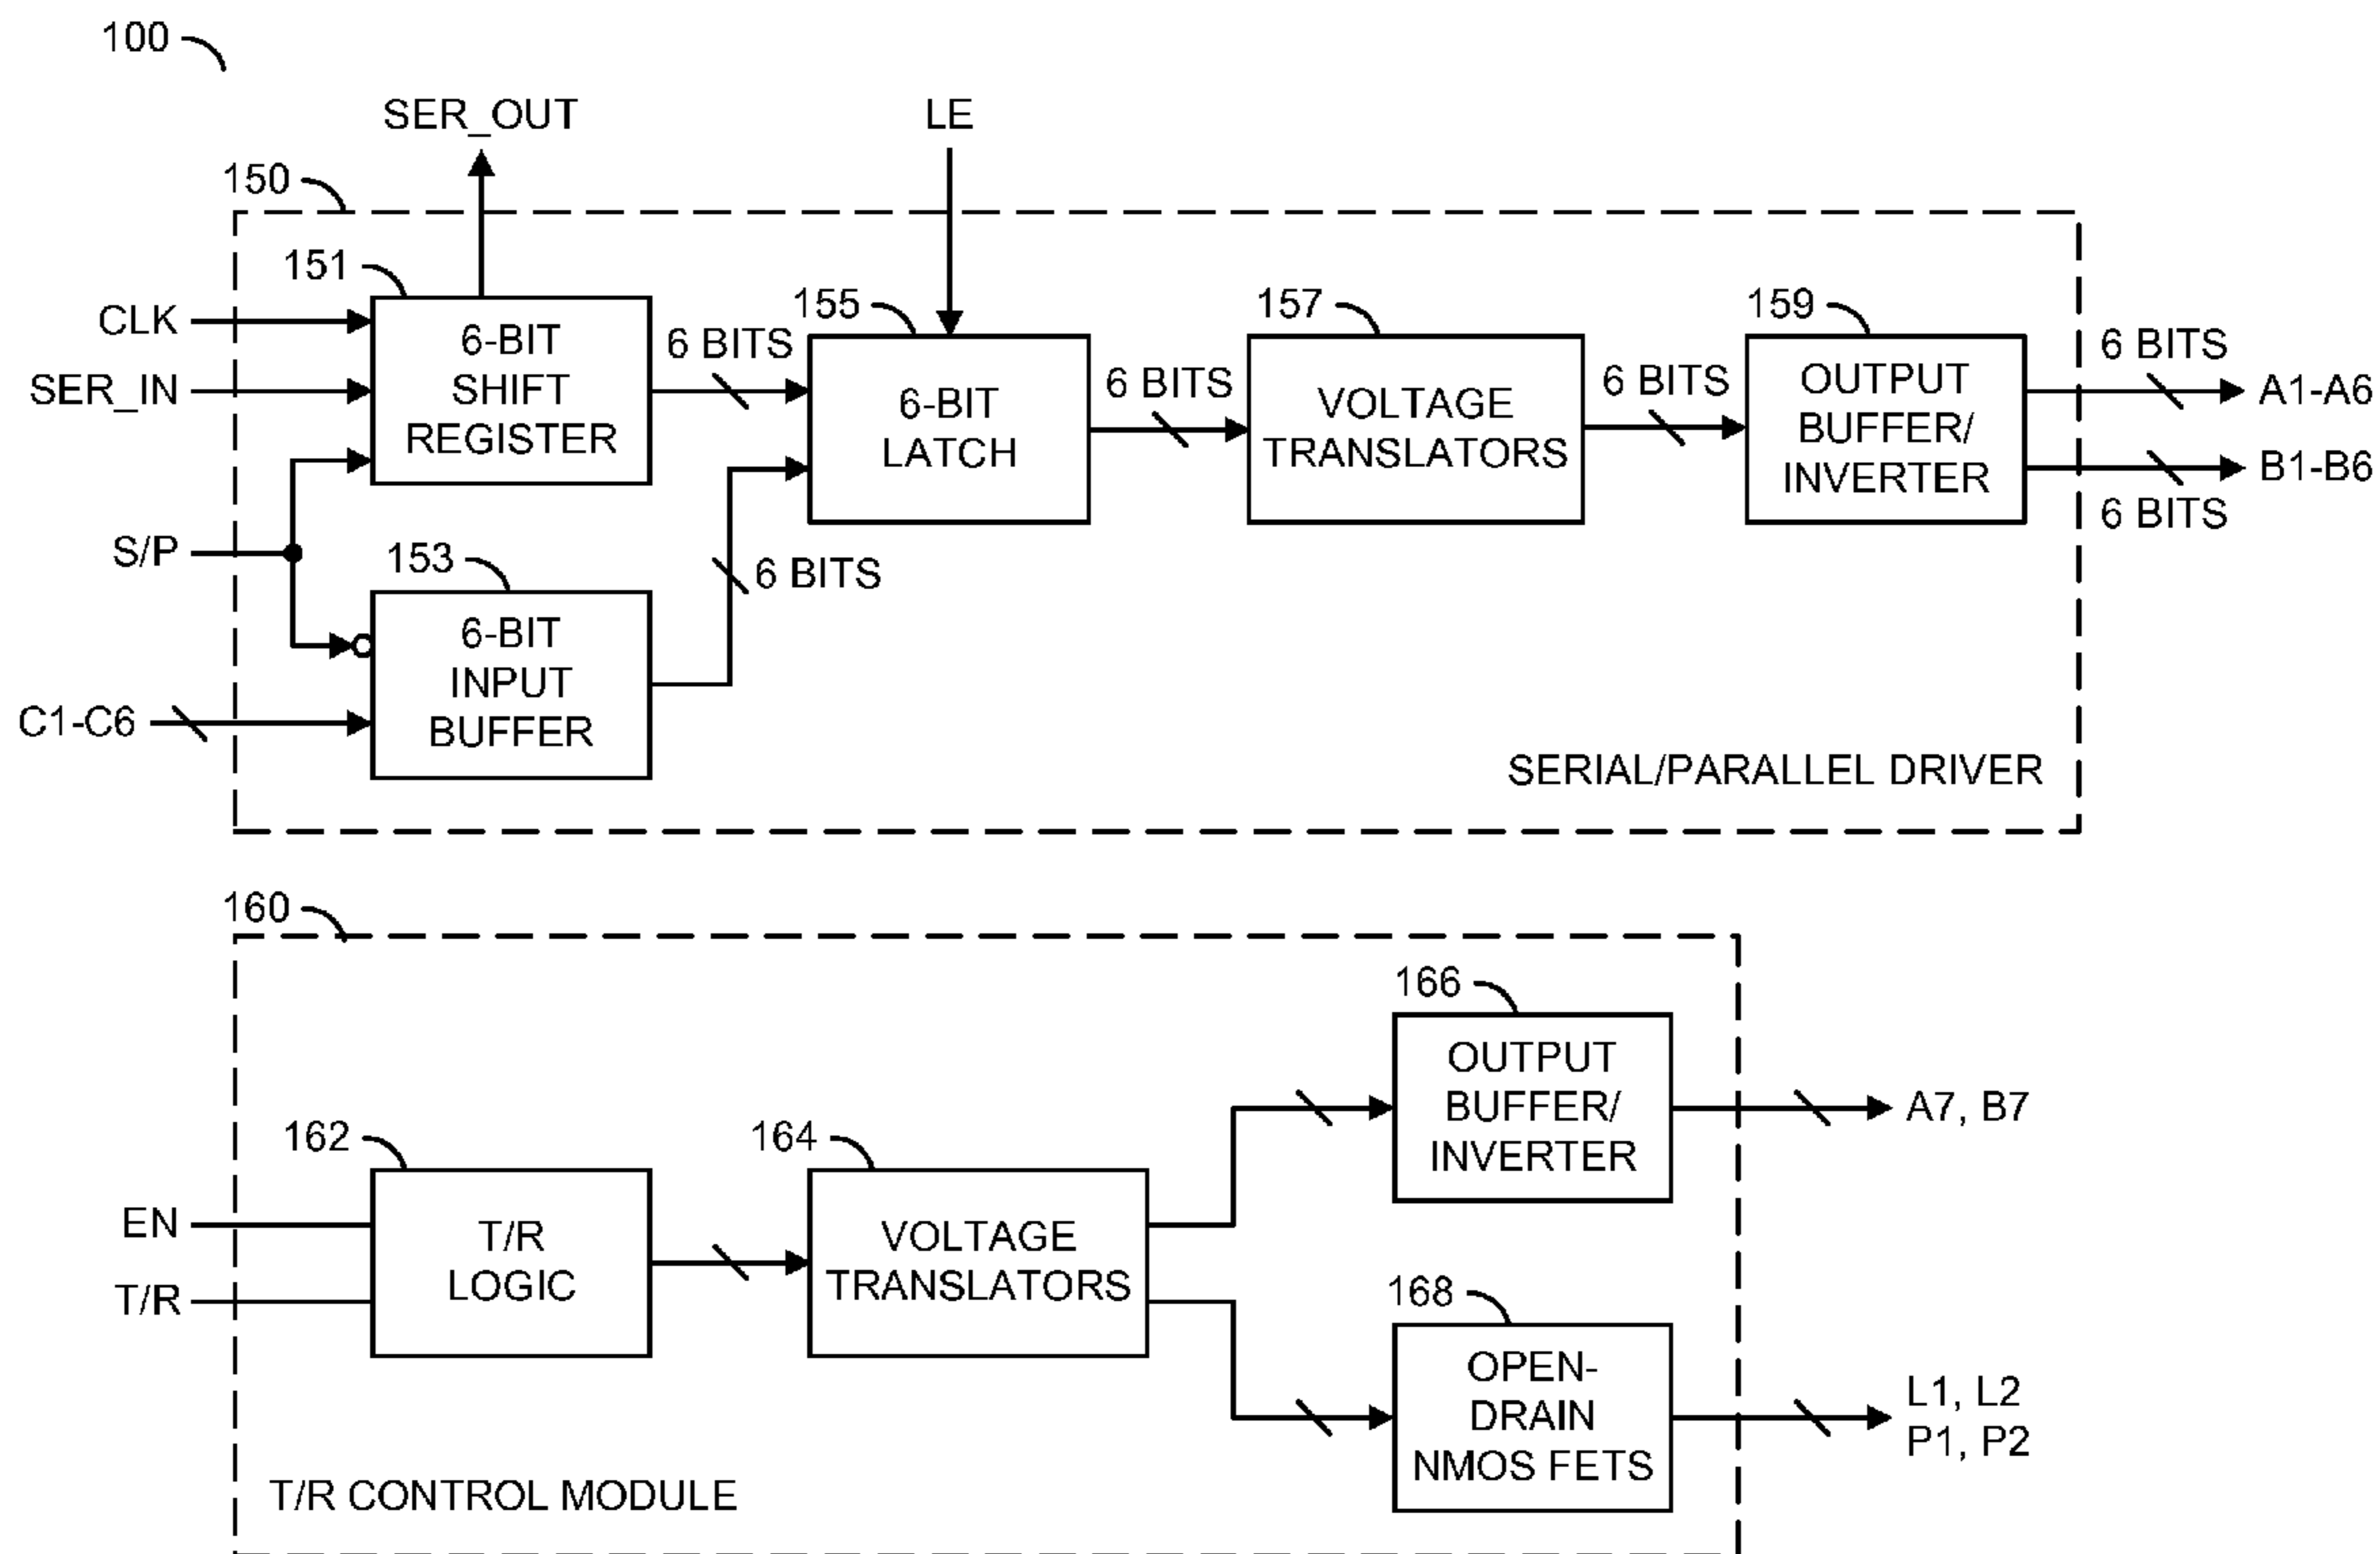 100
SER_OUT
LE
150
151
155
157
159
CLK
SER_IN
S/P
C1-C6
6-BIT
SHIFT
REGISTER
6 BITS
6-BIT
LATCH
6 BITS
VOLTAGE
TRANSLATORS
6 BITS
OUTPUT
BUFFER/
INVERTER
6 BITS
A1-A6
B1-B6
6 BITS
153
6-BIT
INPUT
BUFFER
6 BITS
SERIAL/PARALLEL DRIVER
160
162
164
166
168
EN
T/R
T/R
LOGIC
VOLTAGE
TRANSLATORS
OUTPUT
BUFFER/
INVERTER
A7, B7
OPEN-
DRAIN
NMOS FETS
L1, L2
P1, P2
T/R CONTROL MODULE